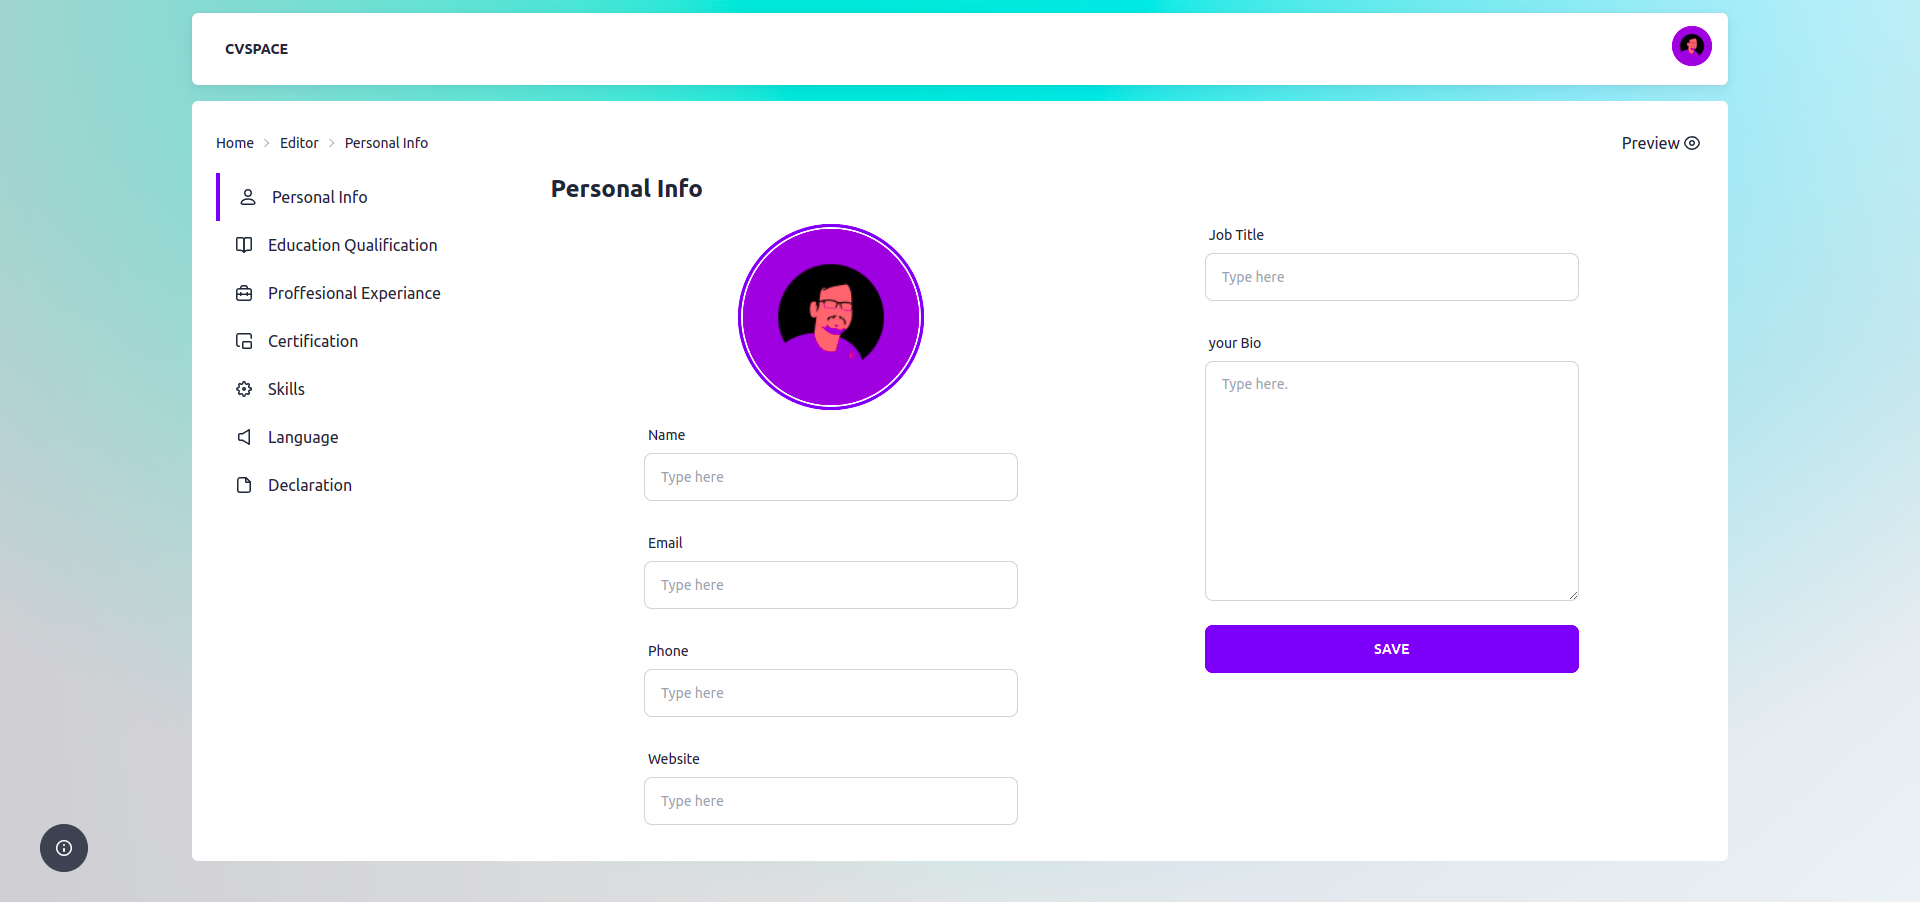 CVSPACE
Home > Editor > Personal Info
Preview
Personal Info
Education Qualification
Proffesional Experiance
Certification
Skills
Language
Declaration
Personal Info
Name
Type here
Email
Type here
Phone
Type here
Website
Type here
Job Title
Type here
your Bio
Type here.
SAVE